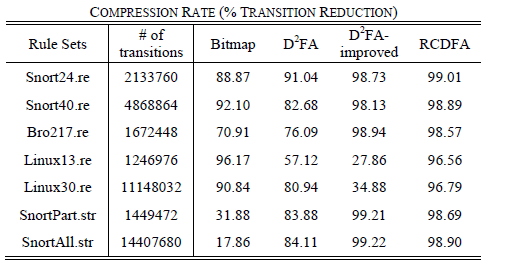 COMPRESSION RATE (% TRANSITION REDUCTION)
Rule Sets # of transitions Bitmap D²FA D²FA-improved RCDFA
Snort24.re 2133760 88.87 91.04 98.73 99.01
Snort40.re 4868864 92.10 82.68 98.13 98.89
Bro217.re 1672448 70.91 76.09 98.94 98.57
Linux13.re 1246976 96.17 57.12 27.86 96.56
Linux30.re 11148032 90.84 80.94 34.88 96.79
SnortPart.str 1449472 31.88 83.88 99.21 98.69
SnortAll.str 14407680 17.86 84.11 99.22 98.90